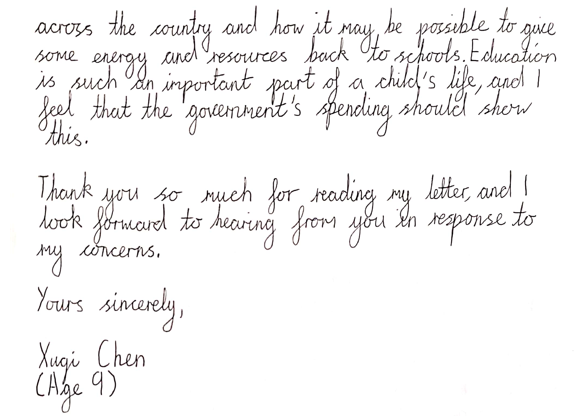 across the country and how it may be possible to give
some energy and resources back to schools. Education
is such an important part of a child's life, and I
feel that the government's spending should show
this.
Thank you so much for reading my letter, and I
look forward to hearing from you in response to
my concerns.
Yours sincerely,
Xuqi Chen
(Age 9)